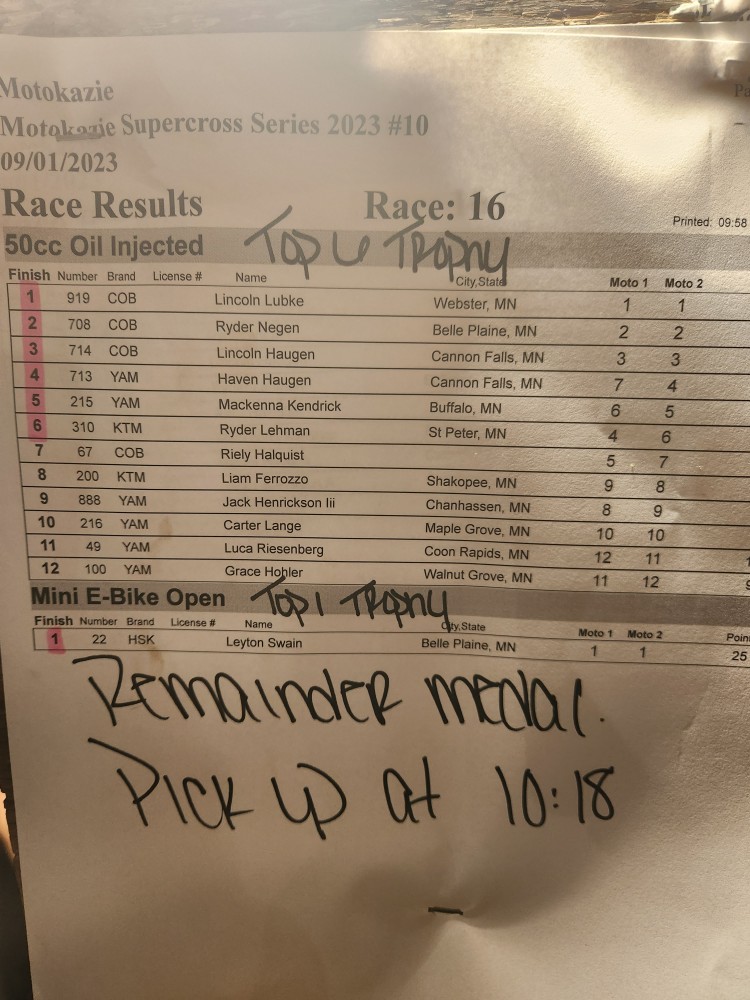 Motokazie
Motokazie Supercross Series 2023 #10
09/01/2023
Race Results Race: 16
Printed: 09:58
50cc Oil Injected Top 6 Trophy
Finish Number Brand License # Name City,State Moto 1 Moto 2
1 919 COB Lincoln Lubke Webster, MN 1 1
2 708 COB Ryder Negen Belle Plaine, MN 2 2
3 714 COB Lincoln Haugen Cannon Falls, MN 3 3
4 713 YAM Haven Haugen Cannon Falls, MN 7 4
5 215 YAM Mackenna Kendrick Buffalo, MN 6 5
6 310 KTM Ryder Lehman St Peter, MN 4 6
7 67 COB Riely Halquist 5 7
8 200 KTM Liam Ferrozzo Shakopee, MN 9 8
9 888 YAM Jack Henrickson Iii Chanhassen, MN 8 9
10 216 YAM Carter Lange Maple Grove, MN 10 10
11 49 YAM Luca Riesenberg Coon Rapids, MN 12 11
12 100 YAM Grace Hohler Walnut Grove, MN 11 12
Mini E-Bike Open Top 1 Trophy
Finish Number Brand License # Name City,State Moto 1 Moto 2
1 22 HSK Leyton Swain Belle Plaine, MN 1 1 25
Remainder medal.
Pick up at 10:18